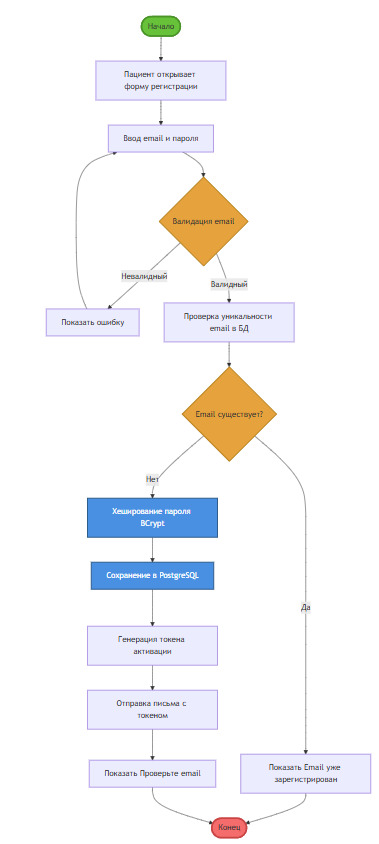 Начало
Пациент открывает
форму регистрации
Ввод email и пароля
Валидация email
Невалидный
Валидный
Показать ошибку
Проверка уникальности
email в БД
Email существует?
Нет
Хеширование пароля
BCrypt
Сохранение в PostgreSQL
Да
Генерация токена
активации
Отправка письма с
токеном
Показать Проверьте email
Показать Email уже
зарегистрирован
Конец